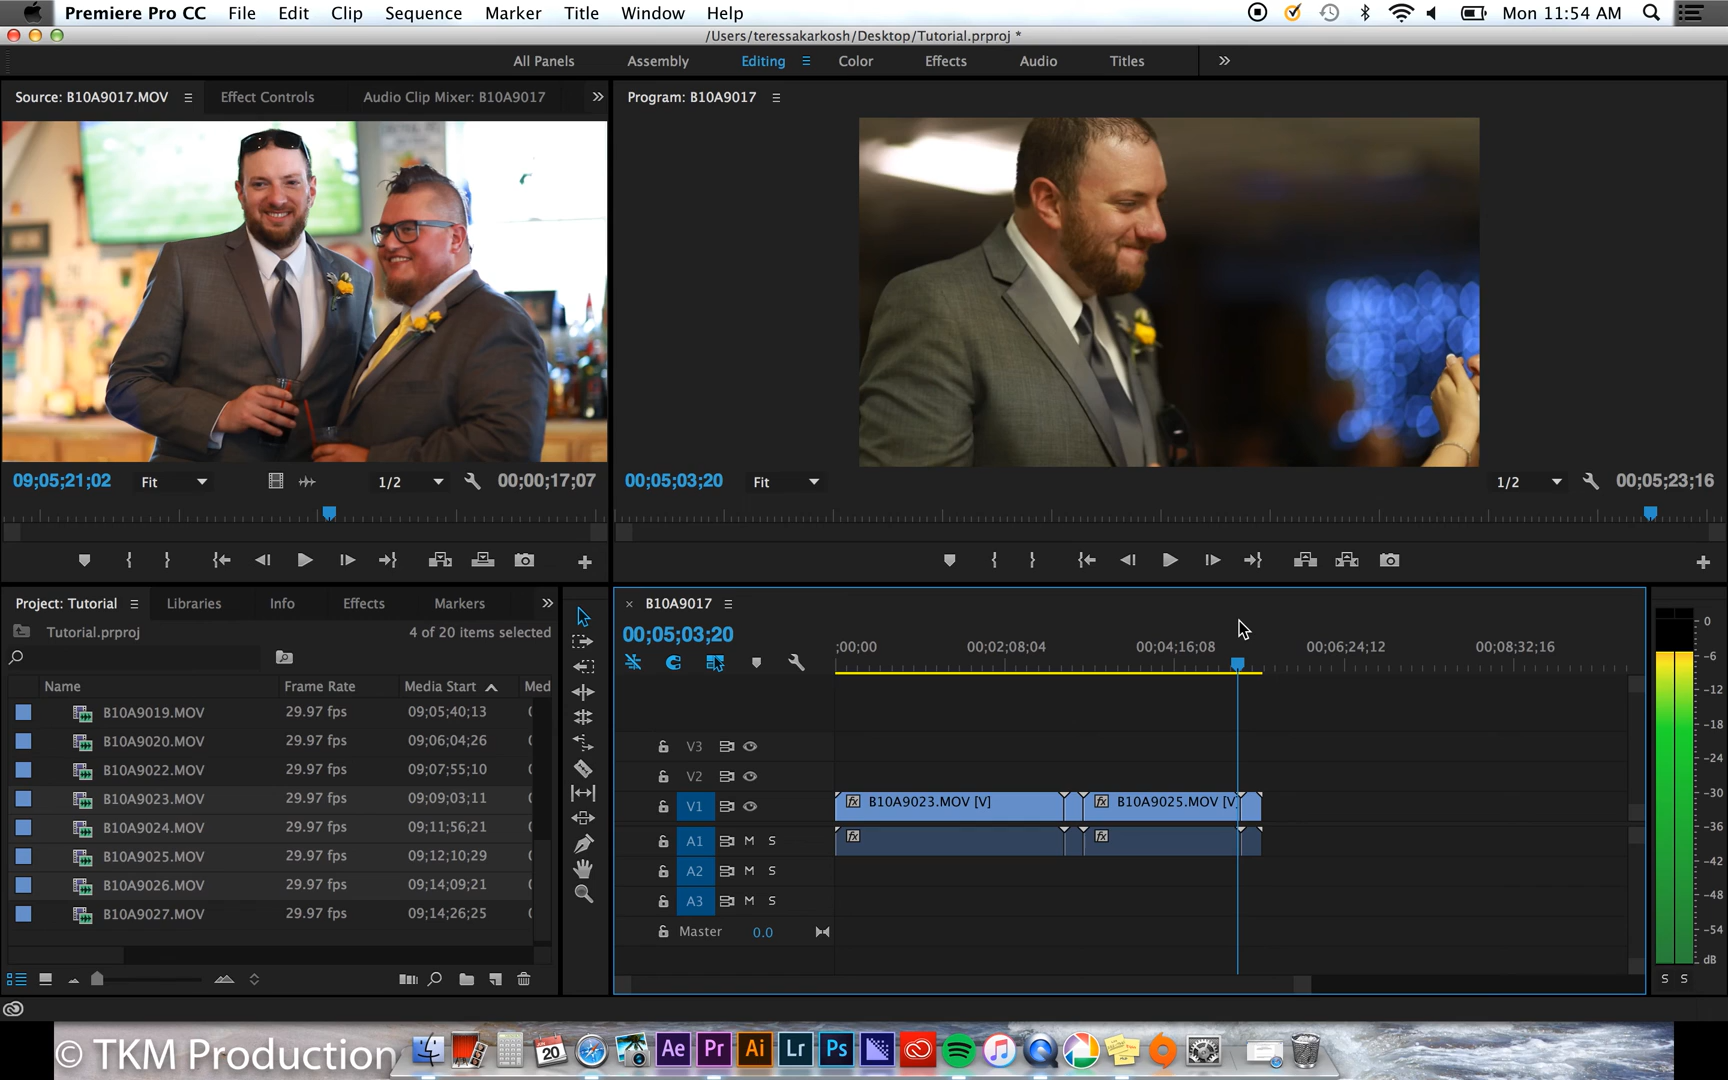 Premiere Pro CC File Edit Clip Sequence Marker Title Window Help Mon 11:54 AM
/Users/teressakarkosh/Desktop/Tutorial.prproj *
All Panels Assembly Editing Color Effects Audio Titles
Source: B10A9017.MOV Effect Controls Audio Clip Mixer: B10A9017
Program: B10A9017
09;05;21;02 Fit 1/2 00;00;17;07
00;05;03;20 Fit 1/2 00;05;23;16
Project: Tutorial Libraries Info Effects Markers
Tutorial.prproj 4 of 20 items selected
Name Frame Rate Media Start Med
B10A9019.MOV 29.97 fps 09;05;40;13
B10A9020.MOV 29.97 fps 09;06;04;26
B10A9022.MOV 29.97 fps 09;07;55;10
B10A9023.MOV 29.97 fps 09;09;03;11
B10A9024.MOV 29.97 fps 09;11;56;21
B10A9025.MOV 29.97 fps 09;12;10;29
B10A9026.MOV 29.97 fps 09;14;09;21
B10A9027.MOV 29.97 fps 09;14;26;25
B10A9017
00;05;03;20
;00;00 00;02;08;04 00;04;16;08 00;06;24;12 00;08;32;16
V3
V2
V1 fx B10A9023.MOV [V] fx B10A9025.MOV [V
A1 M S fx fx
A2 M S
A3 M S
Master 0.0
0
-6
-12
-18
-24
-30
-36
-42
-48
-54
dB
S S
© TKM Production
JAN
20
Ae Pr Ai Lr Ps